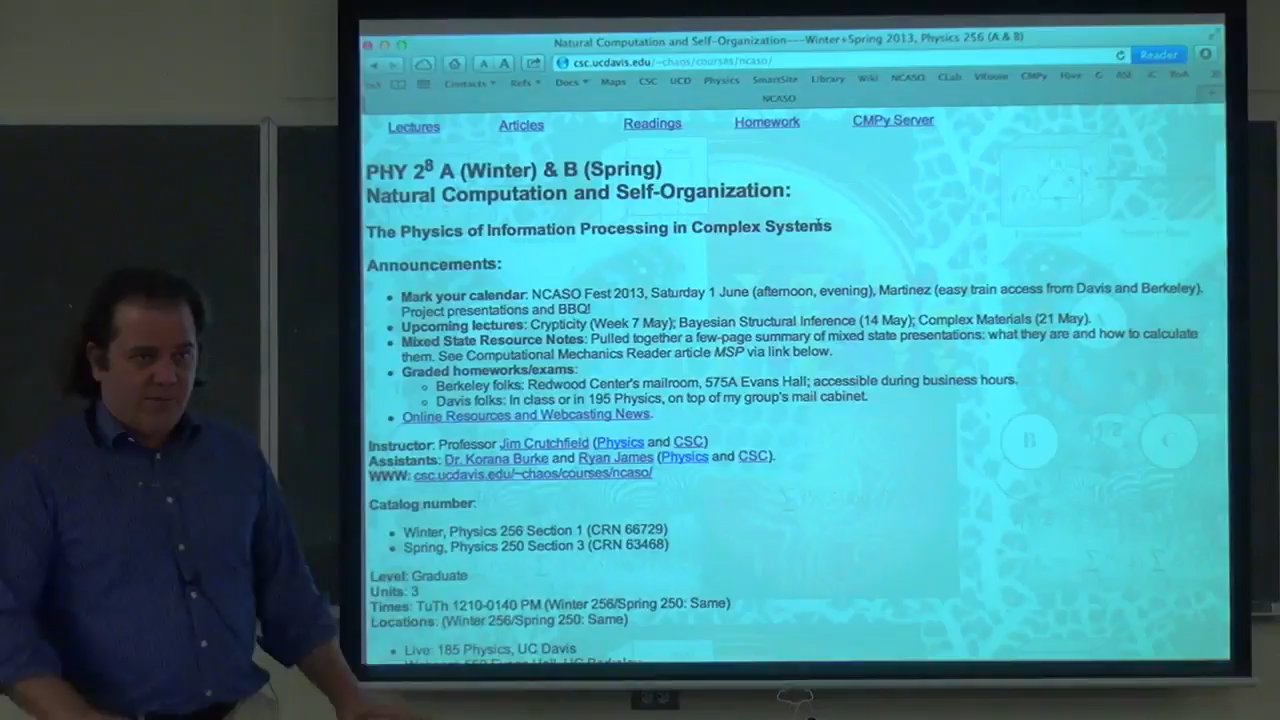 Natural Computation and Self-Organization---Winter+Spring 2013, Physics 256 (A & B)
csc.ucdavis.edu/~chaos/courses/ncaso/
Reader
Contacts Refs Docs Maps CSC UCD Physics SmartSite Library Wiki NCASO CLab CMPy Hive
NCASO
Lectures Articles Readings Homework CMPy Server
PHY 2⁸ A (Winter) & B (Spring)
Natural Computation and Self-Organization:
The Physics of Information Processing in Complex Systems
Announcements:
• Mark your calendar: NCASO Fest 2013, Saturday 1 June (afternoon, evening), Martinez (easy train access from Davis and Berkeley).
Project presentations and BBQ!
• Upcoming lectures: Crypticity (Week 7 May); Bayesian Structural Inference (14 May); Complex Materials (21 May).
• Mixed State Resource Notes: Pulled together a few-page summary of mixed state presentations: what they are and how to calculate
them. See Computational Mechanics Reader article MSP via link below.
• Graded homeworks/exams:
○ Berkeley folks: Redwood Center's mailroom, 575A Evans Hall; accessible during business hours.
○ Davis folks: In class or in 195 Physics, on top of my group's mail cabinet.
• Online Resources and Webcasting News.
Instructor: Professor Jim Crutchfield (Physics and CSC)
Assistants: Dr. Korana Burke and Ryan James (Physics and CSC).
WWW: csc.ucdavis.edu/~chaos/courses/ncaso/
Catalog number:
• Winter, Physics 256 Section 1 (CRN 66729)
• Spring, Physics 250 Section 3 (CRN 63468)
Level: Graduate
Units: 3
Times: TuTh 1210-0140 PM (Winter 256/Spring 250: Same)
Locations: (Winter 256/Spring 250: Same)
• Live: 185 Physics, UC Davis
B C